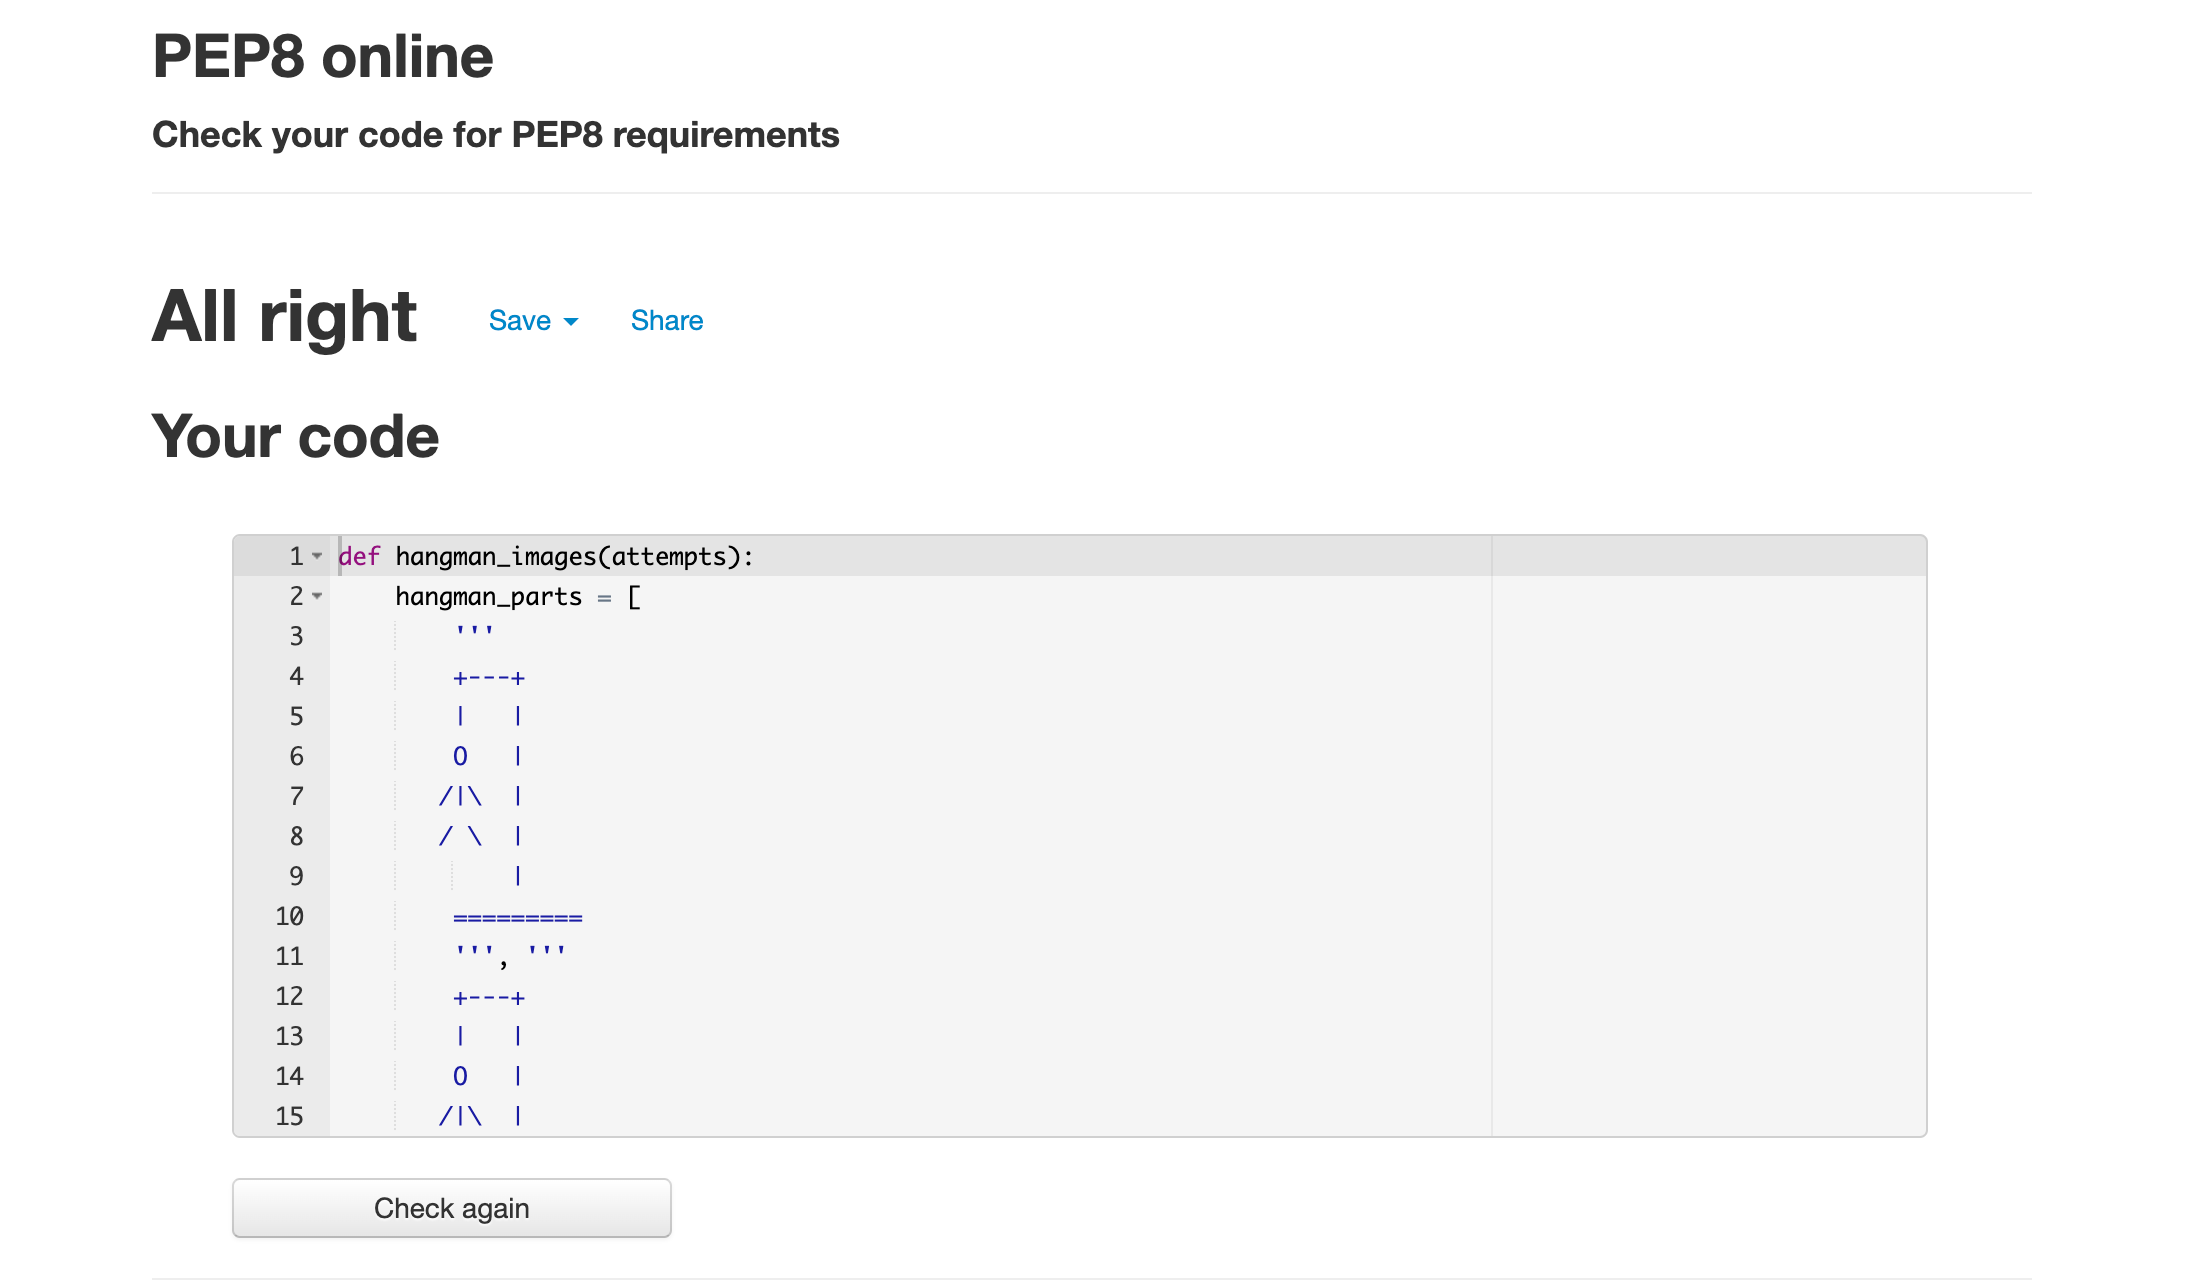 PEP8 online
Check your code for PEP8 requirements
All right Save Share
Your code
1 def hangman_images(attempts):
2     hangman_parts = [
3         '''
4         +---+
5         |   |
6         O   |
7        /|\  |
8        / \  |
9             |
10         =========
11         ''', '''
12         +---+
13         |   |
14         O   |
15        /|\  |
Check again